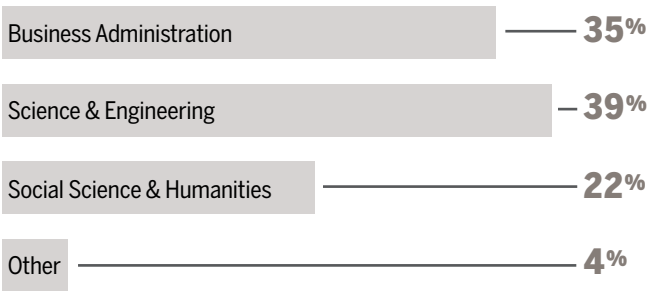 Business Administration 35%
Science & Engineering 39%
Social Science & Humanities 22%
Other 4%